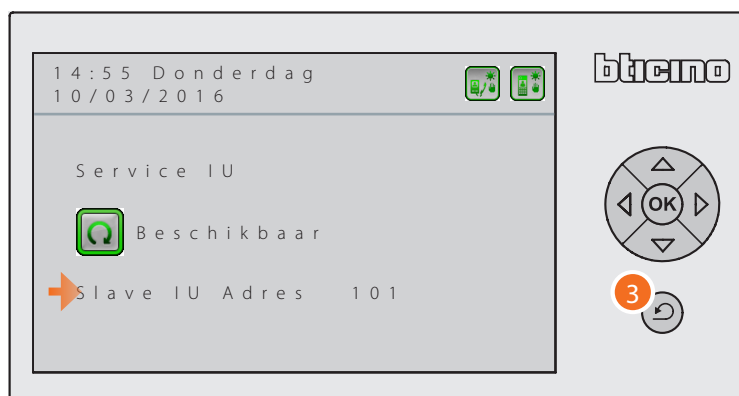 14:55 Donderdag
10/03/2016
bticino
Service IU
Beschikbaar
OK
Slave IU Adres 101
3